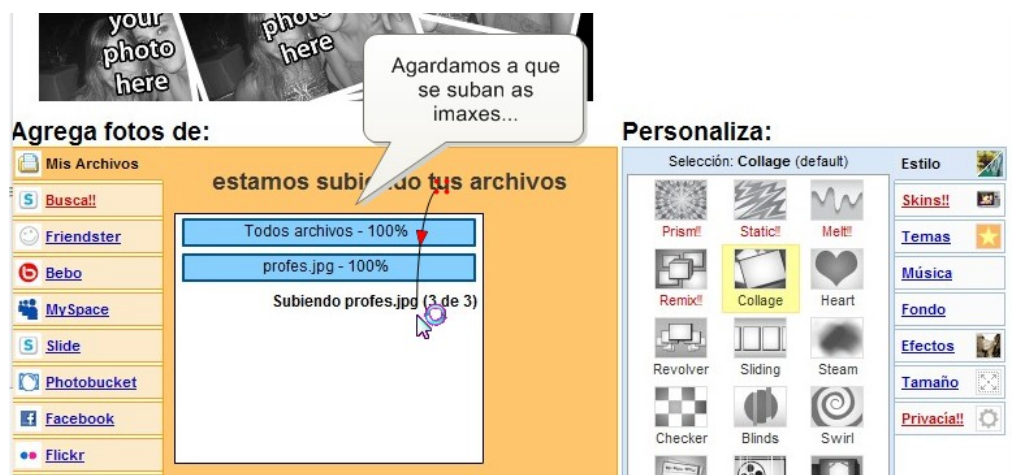 your
photo
here
photo
here
Agardamos a que
se suban as
imaxes...
Agrega fotos de:
Mis Archivos
Busca!!
Friendster
Bebo
MySpace
Slide
Photobucket
Facebook
Flickr
estamos subiendo tus archivos
Todos archivos - 100%
profes.jpg - 100%
Subiendo profes.jpg (3 de 3)
Personaliza:
Selección: Collage (default)
Prism!! Static!! Melt!!
Remix!! Collage Heart
Revolver Sliding Steam
Checker Blinds Swirl
Estilo
Skins!!
Temas
Música
Fondo
Efectos
Tamaño
Privacía!!